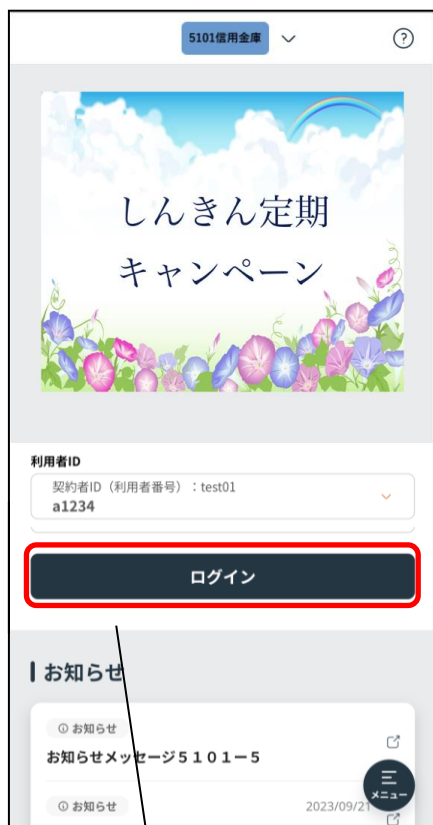 5101信用金庫
しんきん定期
キャンペーン
利用者ID
契約者ID（利用者番号）：test01
a1234
ログイン
お知らせ
お知らせ
お知らせメッセージ５１０１－５
メニュー
お知らせ
2023/09/21